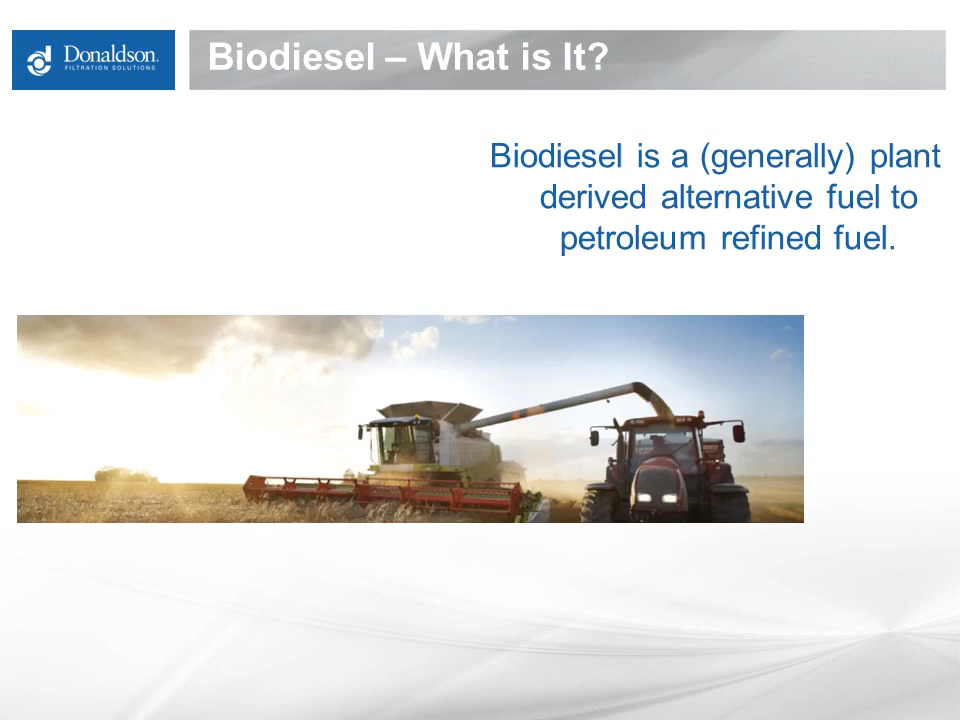 Donaldson.
FILTRATION SOLUTIONS
Biodiesel – What is It?
Biodiesel is a (generally) plant
derived alternative fuel to
petroleum refined fuel.